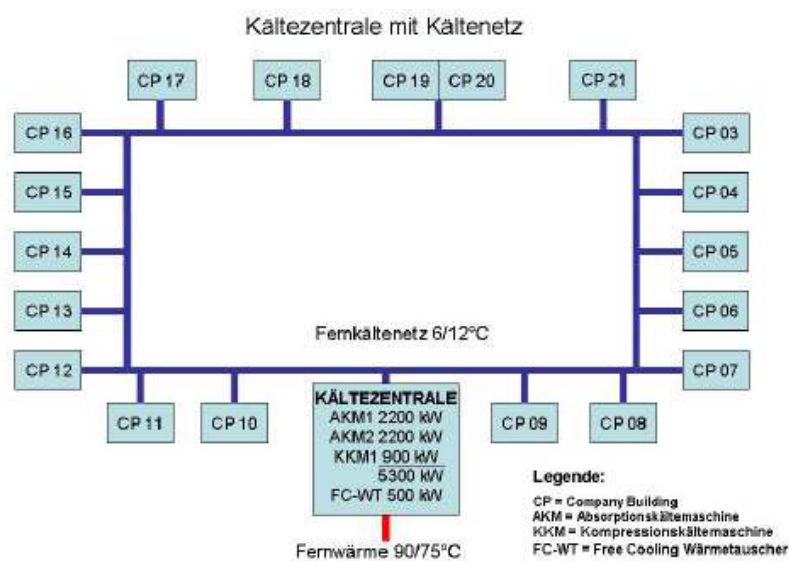 Kältezentrale mit Kältenetz
CP 17
CP 18
CP 19
CP 20
CP 21
CP 16
CP 03
CP 15
CP 04
CP 14
CP 05
CP 13
CP 06
Fernkältenetz 6/12°C
CP 12
CP 07
CP 11
CP 10
KÄLTEZENTRALE
AKM1 2200 kW
AKM2 2200 kW
KKM1 900 kW
5300 kW
FC-WT 500 kW
CP 09
CP 08
Fernwärme 90/75°C
Legende:
CP = Company Building
AKM = Absorptionskältemaschine
KKM = Kompressionskältemaschine
FC-WT = Free Cooling Wärmetauscher